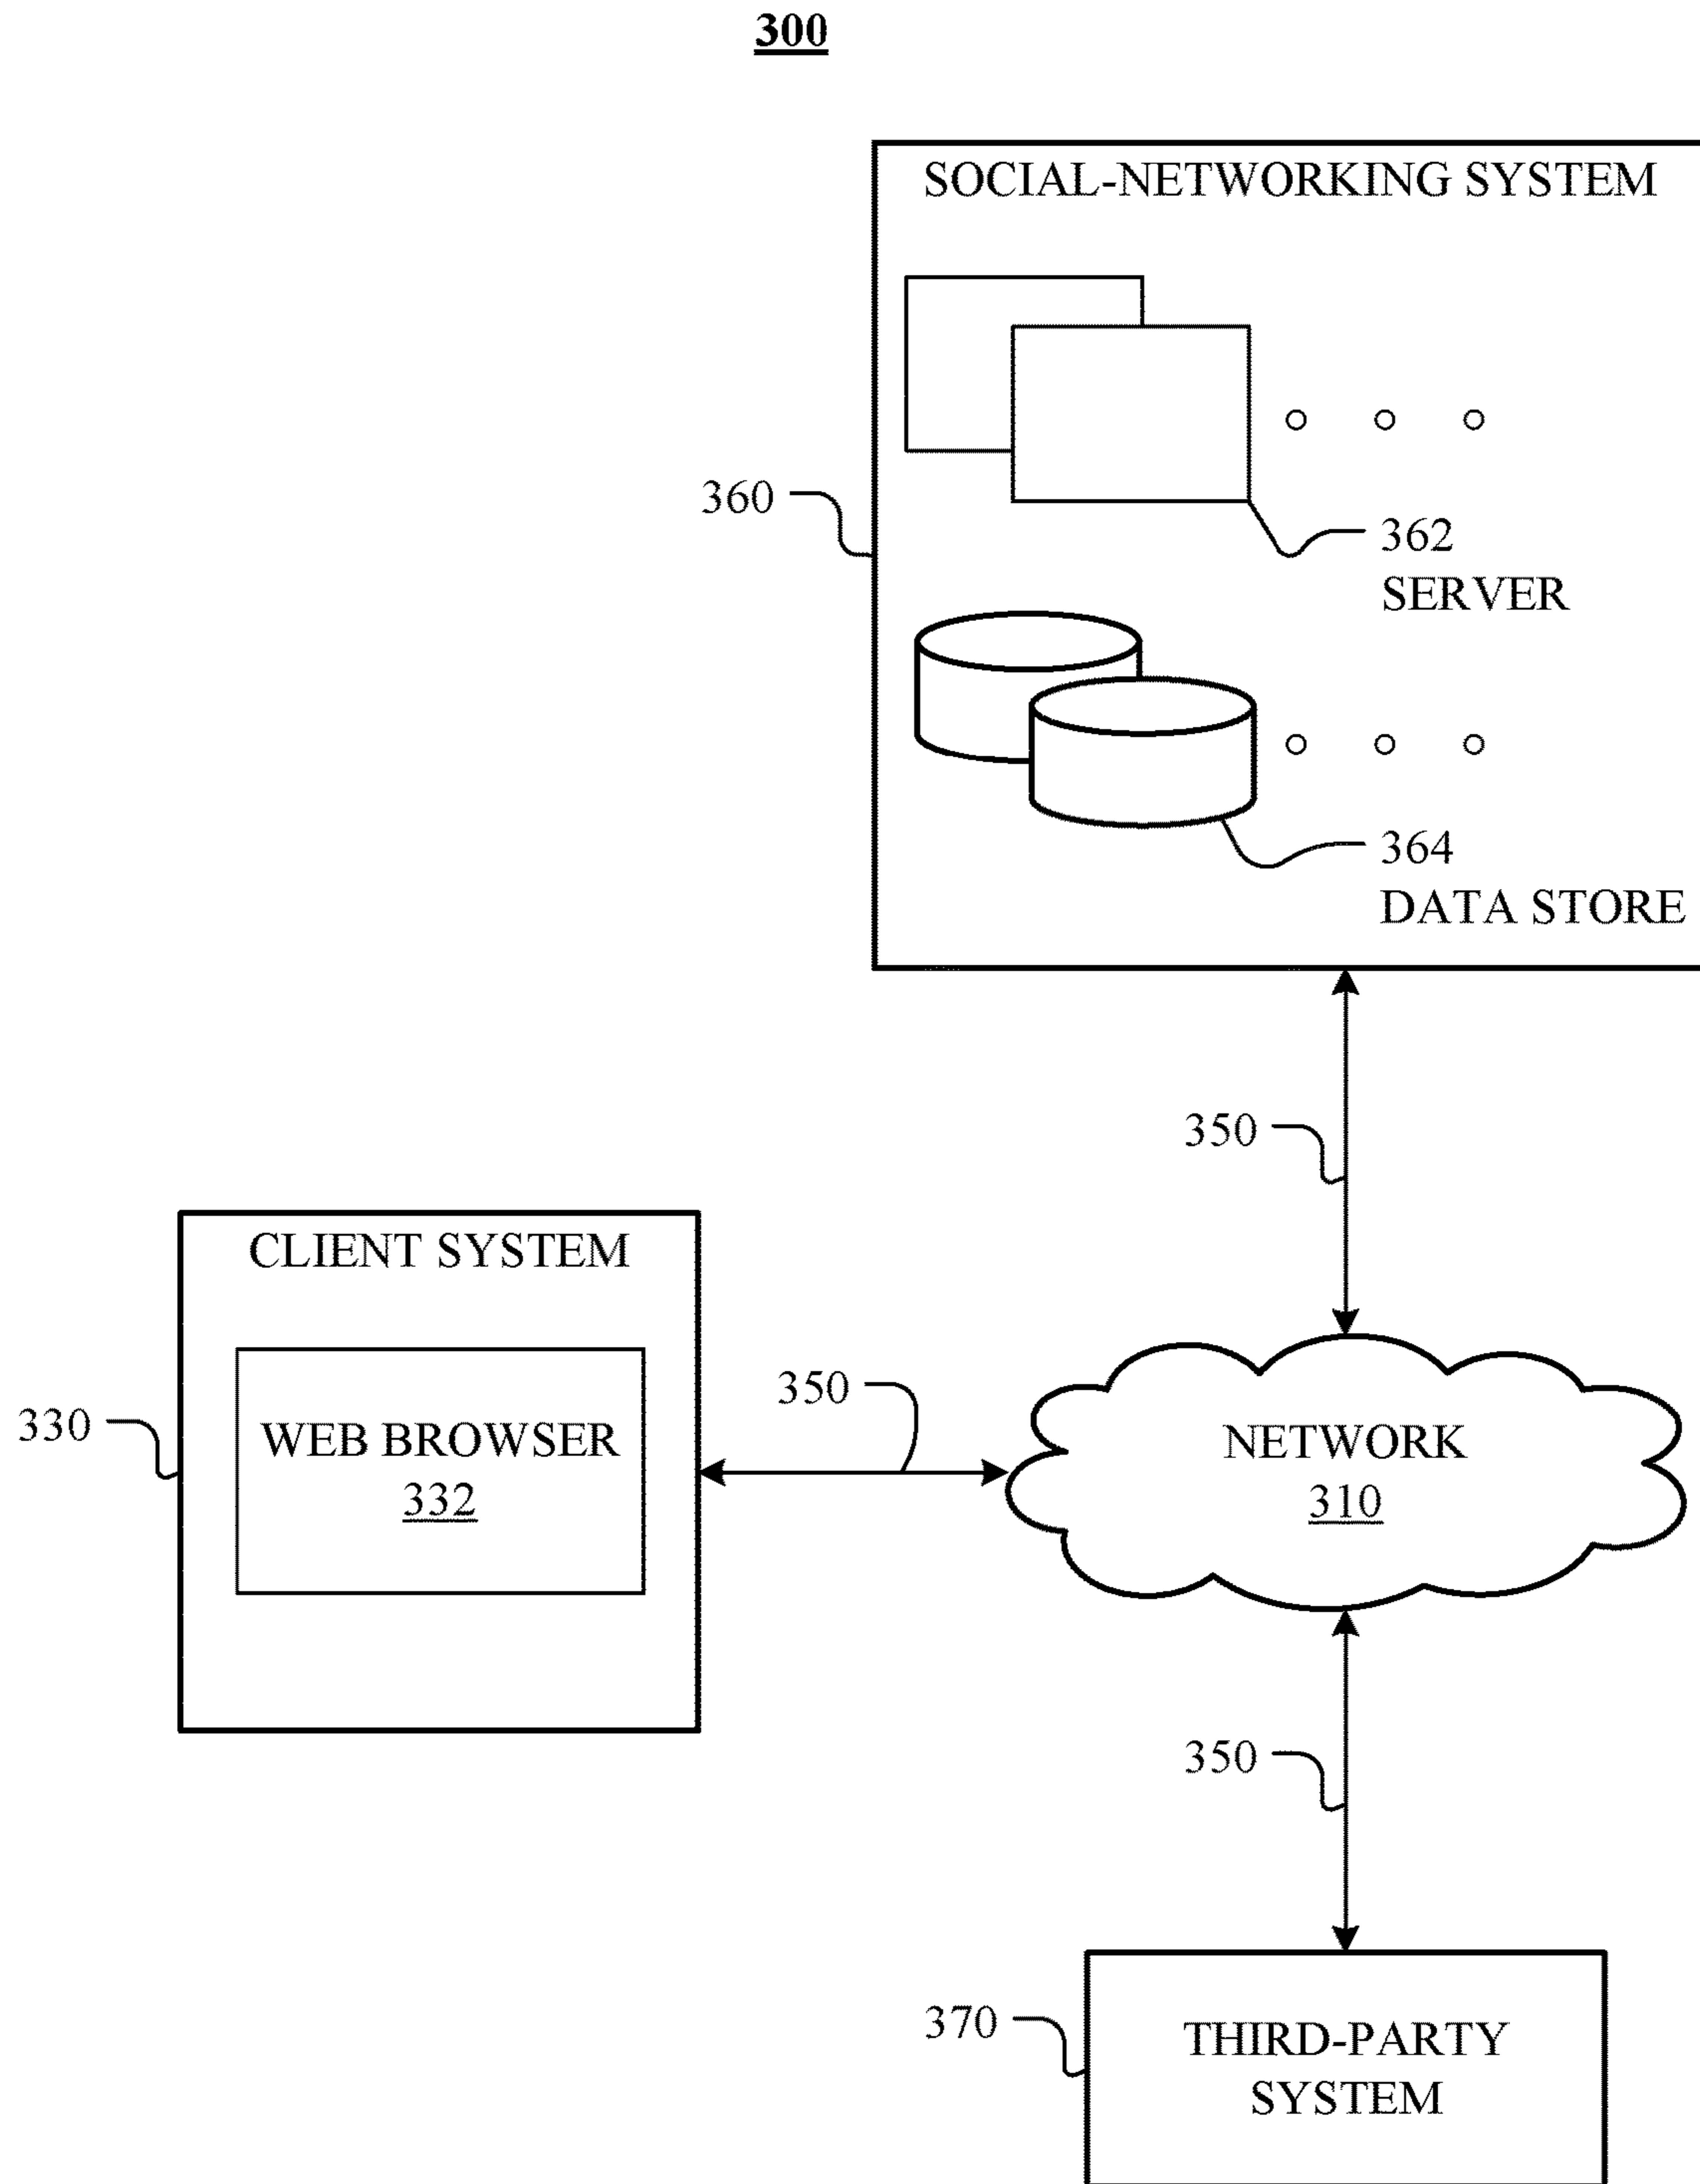 300
SOCIAL-NETWORKING SYSTEM
360
362
SERVER
364
DATA STORE
350
CLIENT SYSTEM
330
WEB BROWSER
332
350
NETWORK
310
350
370
THIRD-PARTY
SYSTEM